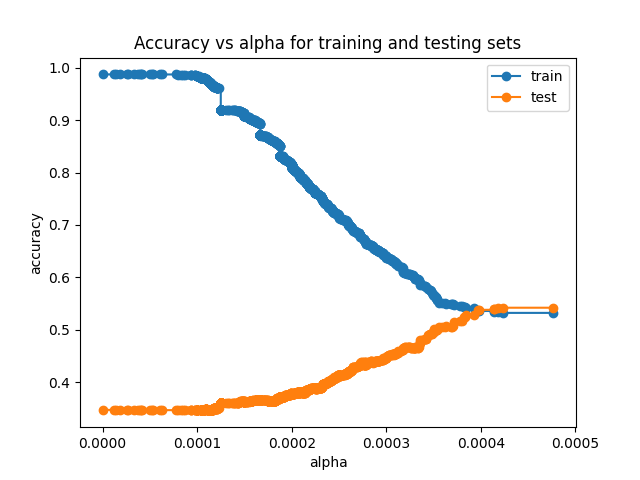 Accuracy vs alpha for training and testing sets
train
test
1.0
0.9
0.8
0.7
0.6
0.5
0.4
accuracy
0.0000 0.0001 0.0002 0.0003 0.0004 0.0005
alpha